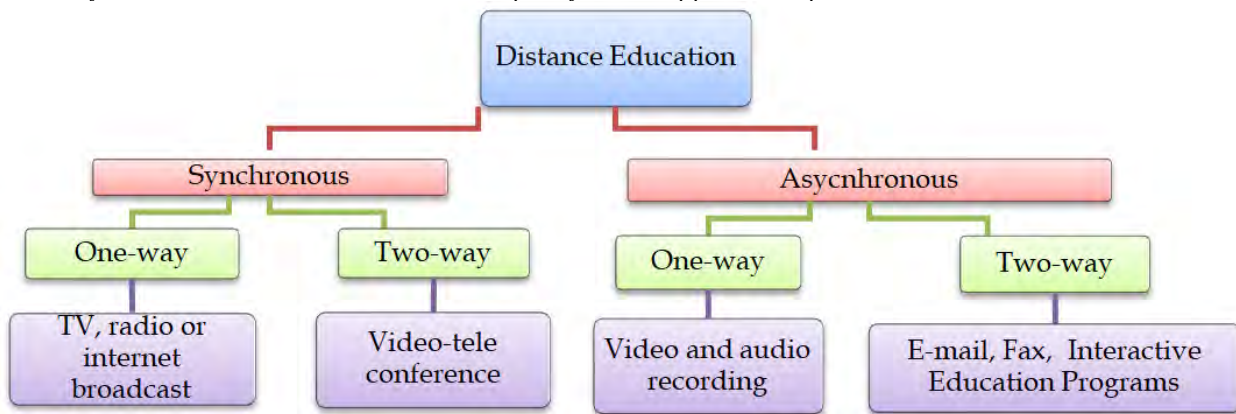 Distance Education
Synchronous
Asycnhronous
One-way
Two-way
One-way
Two-way
TV, radio or
internet
broadcast
Video-tele
conference
Video and audio
recording
E-mail, Fax, Interactive
Education Programs